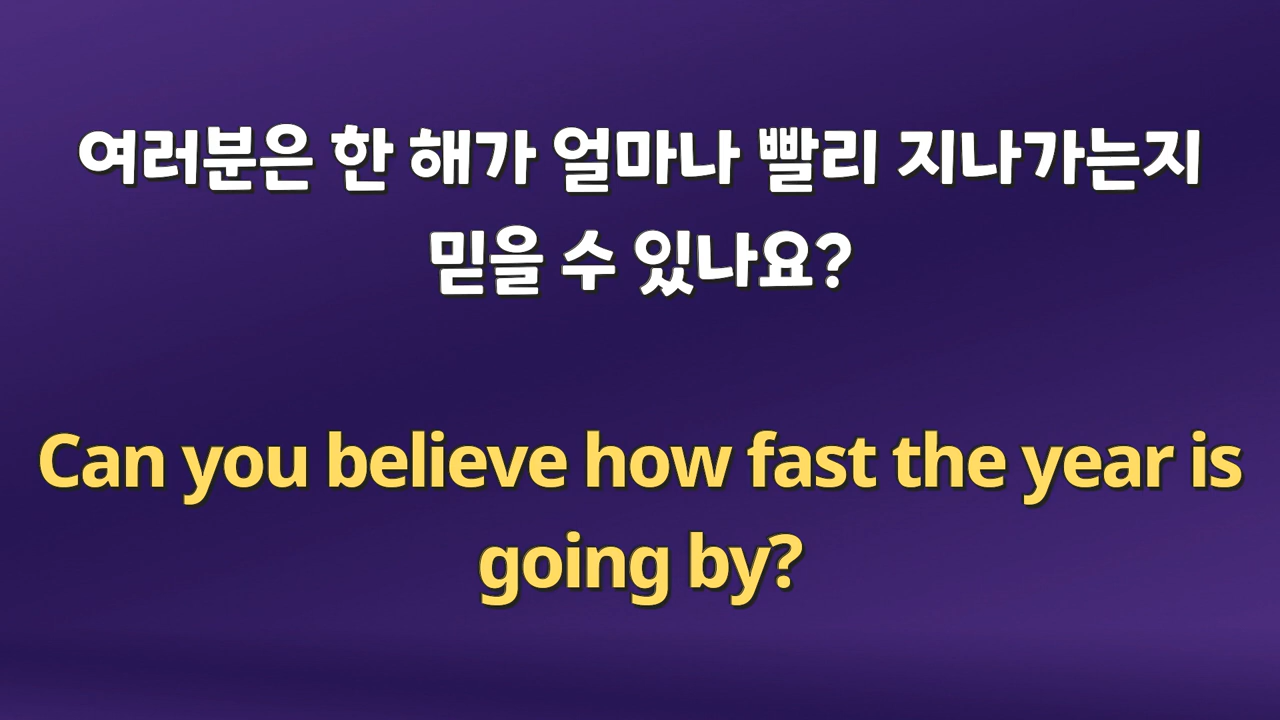 여러분은 한 해가 얼마나 빨리 지나가는지
믿을 수 있나요?
Can you believe how fast the year is
going by?